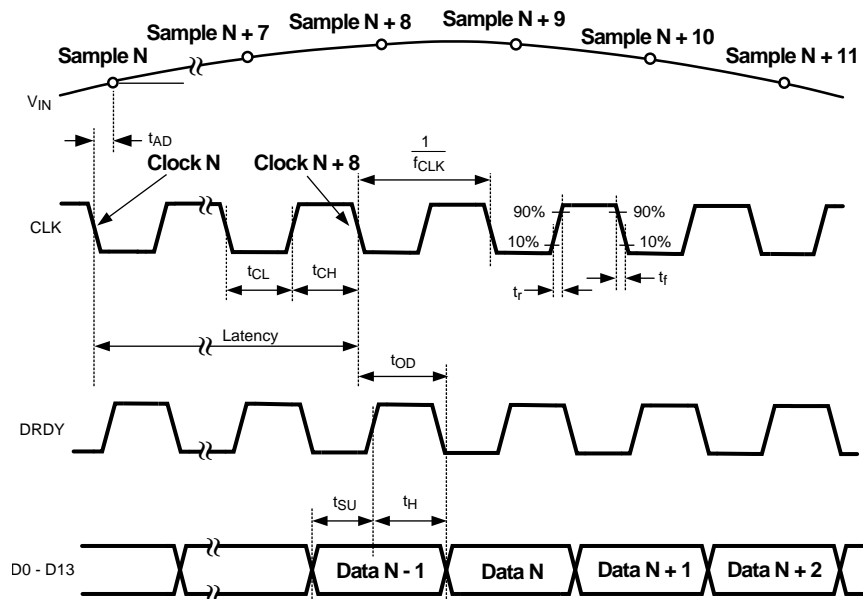 Sample N
Sample N + 7
Sample N + 8
Sample N + 9
Sample N + 10
Sample N + 11
VIN
tAD
Clock N
Clock N + 8
1
fCLK
CLK
90%
90%
10%
10%
tCL
tCH
tr
tf
Latency
tOD
DRDY
tSU
tH
D0 - D13
Data N - 1
Data N
Data N + 1
Data N + 2